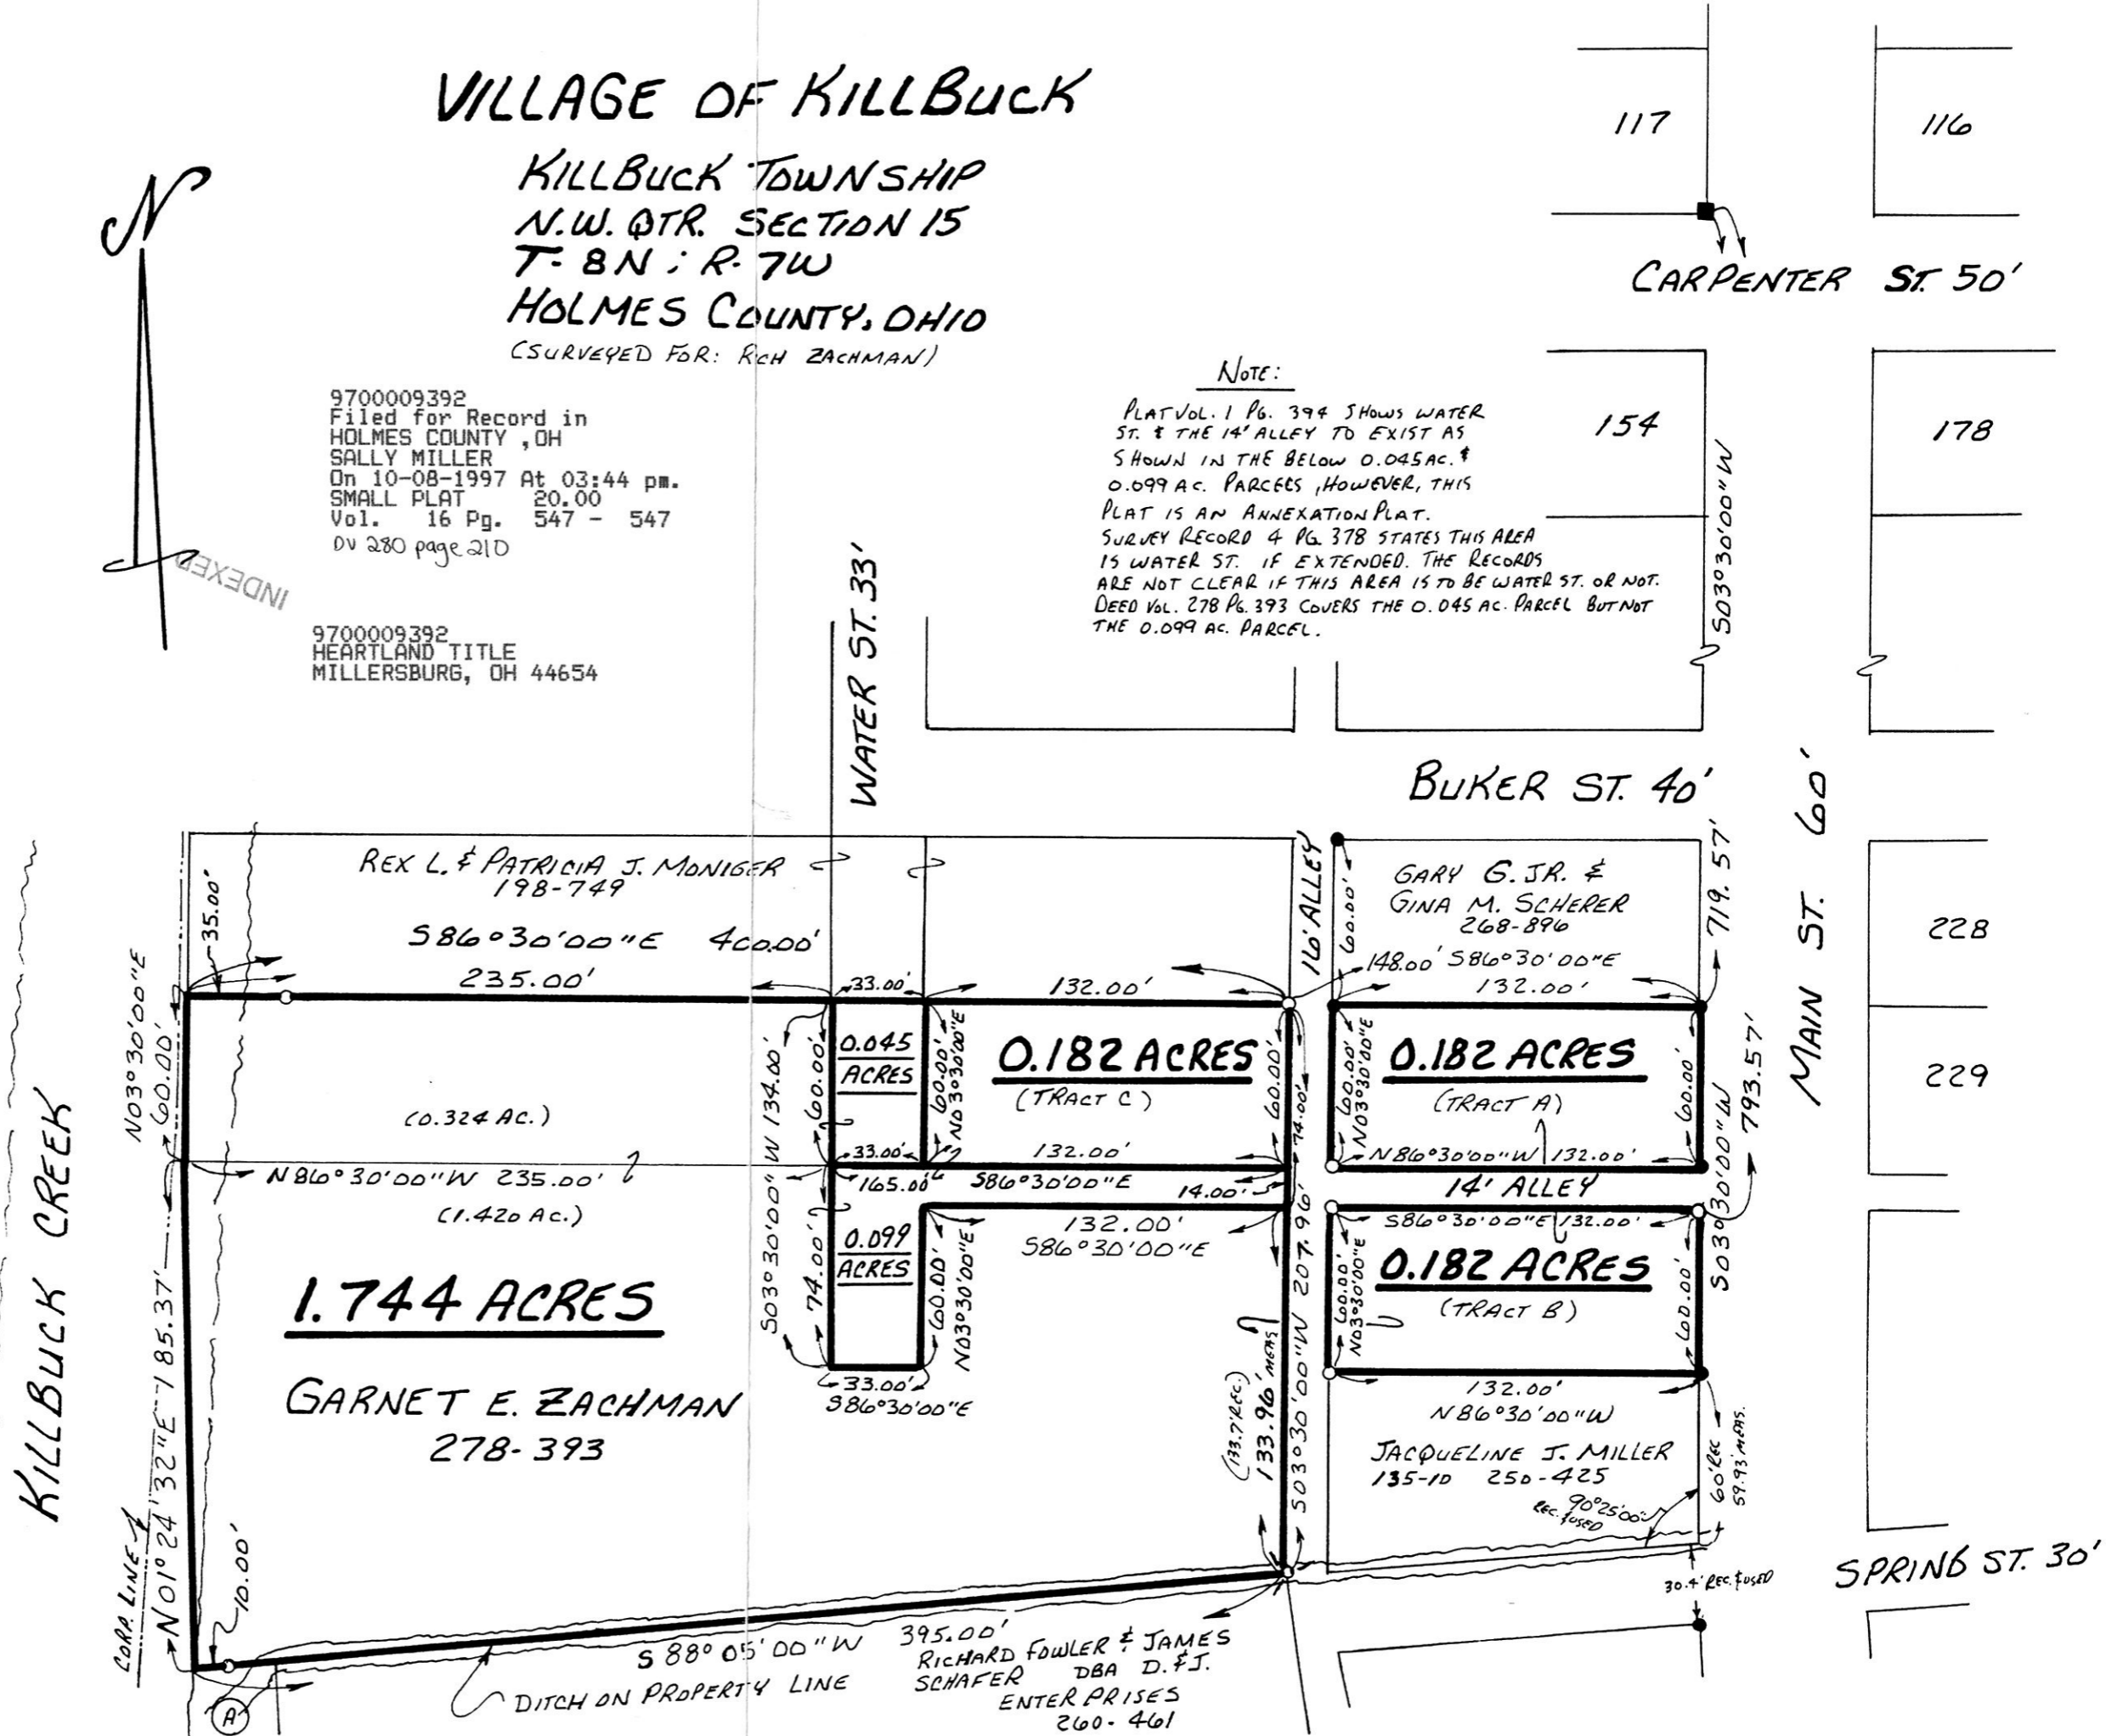 VILLAGE OF KILLBUCK
KILLBUCK TOWNSHIP
N.W. QTR. SECTION 15
T- 8N ; R- 7W
HOLMES COUNTY, OHIO
(SURVEYED FOR: RICH ZACHMAN)
N
9700009392
Filed for Record in
HOLMES COUNTY ,OH
SALLY MILLER
On 10-08-1997 At 03:44 pm.
SMALL PLAT 20.00
Vol. 16 Pg. 547 - 547
DV 280 page 210
INDEXED
9700009392
HEARTLAND TITLE
MILLERSBURG, OH 44654
NOTE:
PLAT VOL. 1 PG. 394 SHOWS WATER
ST. & THE 14' ALLEY TO EXIST AS
SHOWN IN THE BELOW 0.045 AC. &
0.099 AC. PARCELS, HOWEVER, THIS
PLAT IS AN ANNEXATION PLAT.
SURVEY RECORD 4 PG. 378 STATES THIS AREA
IS WATER ST. IF EXTENDED. THE RECORDS
ARE NOT CLEAR IF THIS AREA IS TO BE WATER ST. OR NOT.
DEED VOL. 278 PG. 393 COVERS THE 0.045 AC. PARCEL BUT NOT
THE 0.099 AC. PARCEL.
117
116
CARPENTER ST. 50'
154
178
S03°30'00"W
WATER ST. 33'
BUKER ST. 40'
MAIN ST. 60'
719.57'
228
229
S03°30'00"W
793.57'
REX L. & PATRICIA J. MONIGER
198-749
35.00'
S86°30'00"E 400.00'
235.00'
33.00'
132.00'
16' ALLEY
60.00'
GARY G. JR. &
GINA M. SCHERER
268-896
148.00' S86°30'00"E
132.00'
N03°30'00"E
60.00'
KILLBUCK CREEK
(0.324 AC.)
N86°30'00"W 235.00'
(1.420 AC.)
1.744 ACRES
GARNET E. ZACHMAN
278-393
S03°30'00"W 134.00'
60.00'
0.045
ACRES
60.00'
N03°30'00"E
33.00'
0.182 ACRES
(TRACT C)
60.00'
74.00'
132.00'
165.00'
S86°30'00"E
14.00'
132.00'
S86°30'00"E
74.00'
0.099
ACRES
60.00'
N03°30'00"E
33.00'
S86°30'00"E
(133.7'REC.)
133.96' MEAS.
S03°30'00"W 207.96'
60.00'
N03°30'00"E
0.182 ACRES
(TRACT A)
60.00'
N86°30'00"W 132.00'
14' ALLEY
S86°30'00"E 132.00'
60.00'
N03°30'00"E
0.182 ACRES
(TRACT B)
60.00'
132.00'
N86°30'00"W
JACQUELINE J. MILLER
135-10 250-425
90°25'00"
REC. & USED
60' REC
59.93' MEAS.
30.4' REC. & USED
SPRING ST. 30'
CORP. LINE
N01°24'32"E 185.37'
10.00'
A
S 88° 05' 00" W 395.00'
DITCH ON PROPERTY LINE
RICHARD FOWLER & JAMES
SCHAFER DBA D. & J.
ENTERPRISES
260-461